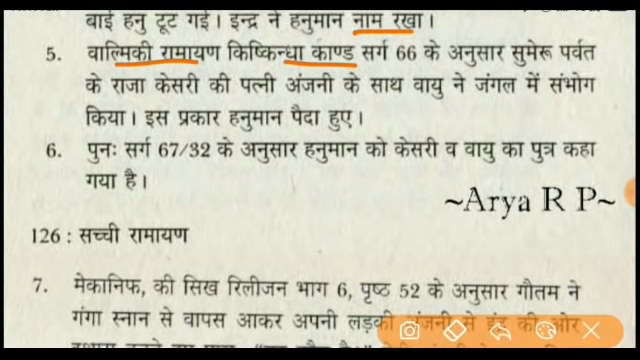 बाई हनु टूट गई। इन्द्र ने हनुमान नाम रखा।
5. वाल्मिकी रामायण किष्किन्धा काण्ड सर्ग 66 के अनुसार सुमेरू पर्वत
के राजा केसरी की पत्नी अंजनी के साथ वायु ने जंगल में संभोग
किया। इस प्रकार हनुमान पैदा हुए।
6. पुनः सर्ग 67/32 के अनुसार हनुमान को केसरी व वायु का पुत्र कहा
गया है।
~Arya R P~
126 : सच्ची रामायण
7. मेकानिफ, की सिख रिलीजन भाग 6, पृष्ठ 52 के अनुसार गौतम ने
गंगा स्नान से वापस आकर अपनी लड़की अंजनी से इंद्र की ओर